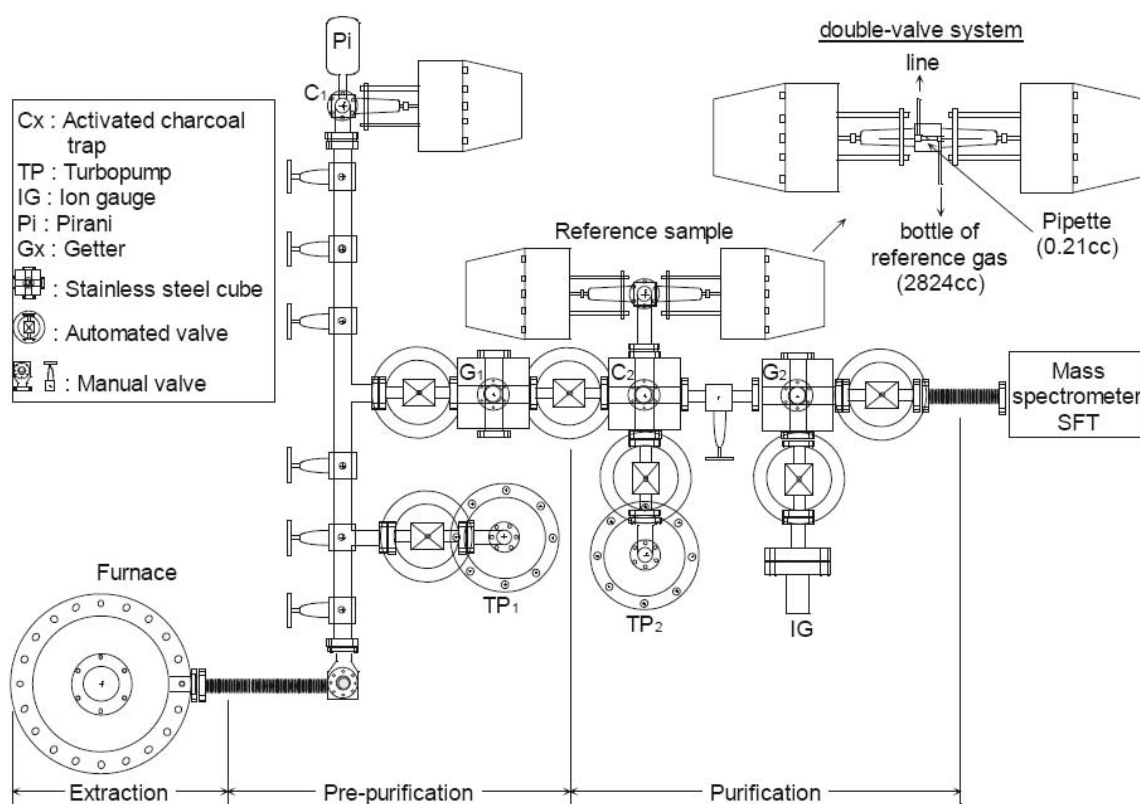 Pi
C1
Cx : Activated charcoal
trap
TP : Turbopump
IG : Ion gauge
Pi : Pirani
Gx : Getter
: Stainless steel cube
: Automated valve
: Manual valve
double-valve system
line
Pipette
(0.21cc)
bottle of
reference gas
(2824cc)
Reference sample
G1
C2
G2
Mass
spectrometer
SFT
TP1
TP2
IG
Furnace
Extraction
Pre-purification
Purification